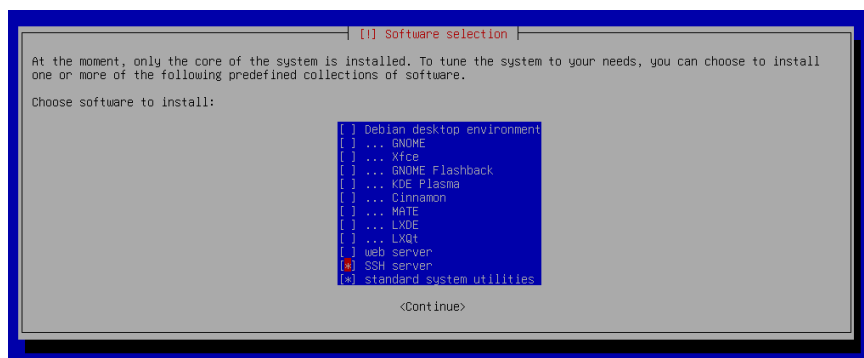 [!] Software selection
At the moment, only the core of the system is installed. To tune the system to your needs, you can choose to install
one or more of the following predefined collections of software.
Choose software to install:
[ ] Debian desktop environment
[ ] ... GNOME
[ ] ... Xfce
[ ] ... GNOME Flashback
[ ] ... KDE Plasma
[ ] ... Cinnamon
[ ] ... MATE
[ ] ... LXDE
[ ] ... LXQt
[ ] web server
[*] SSH server
[*] standard system utilities
<Continue>